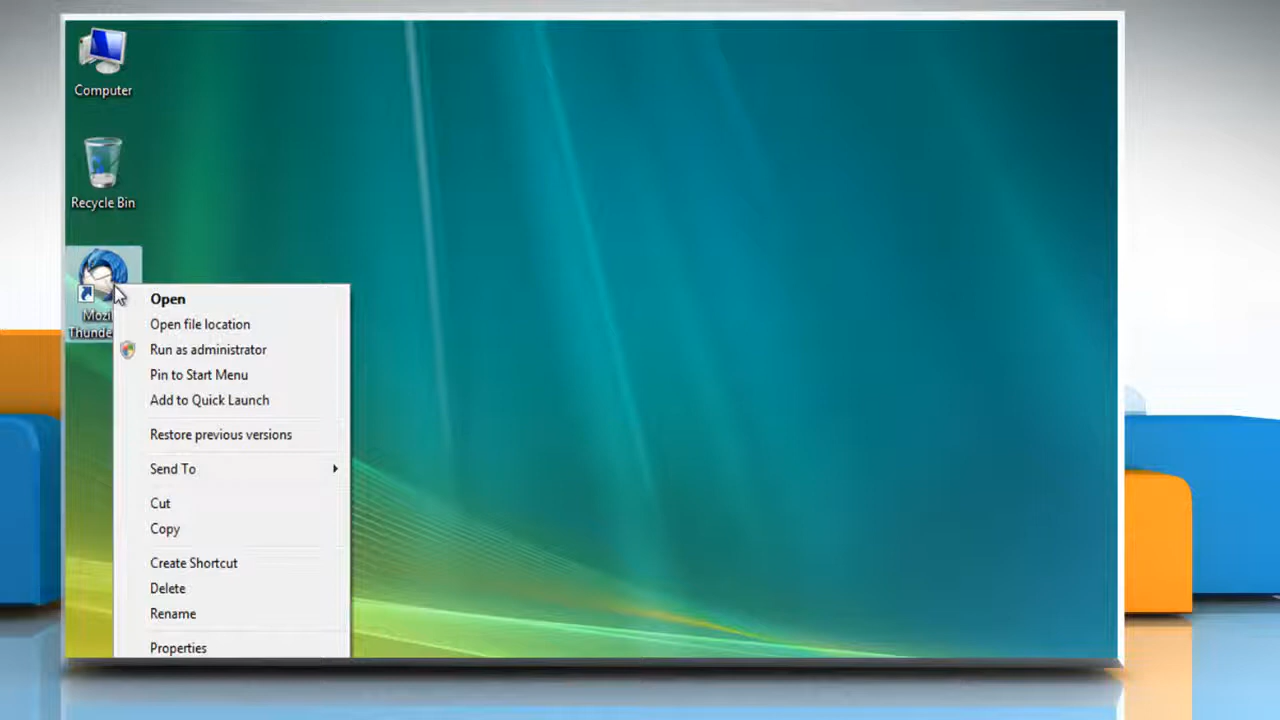 Computer
Recycle Bin
Open
Open file location
Run as administrator
Pin to Start Menu
Add to Quick Launch
Restore previous versions
Send To
Cut
Copy
Create Shortcut
Delete
Rename
Properties